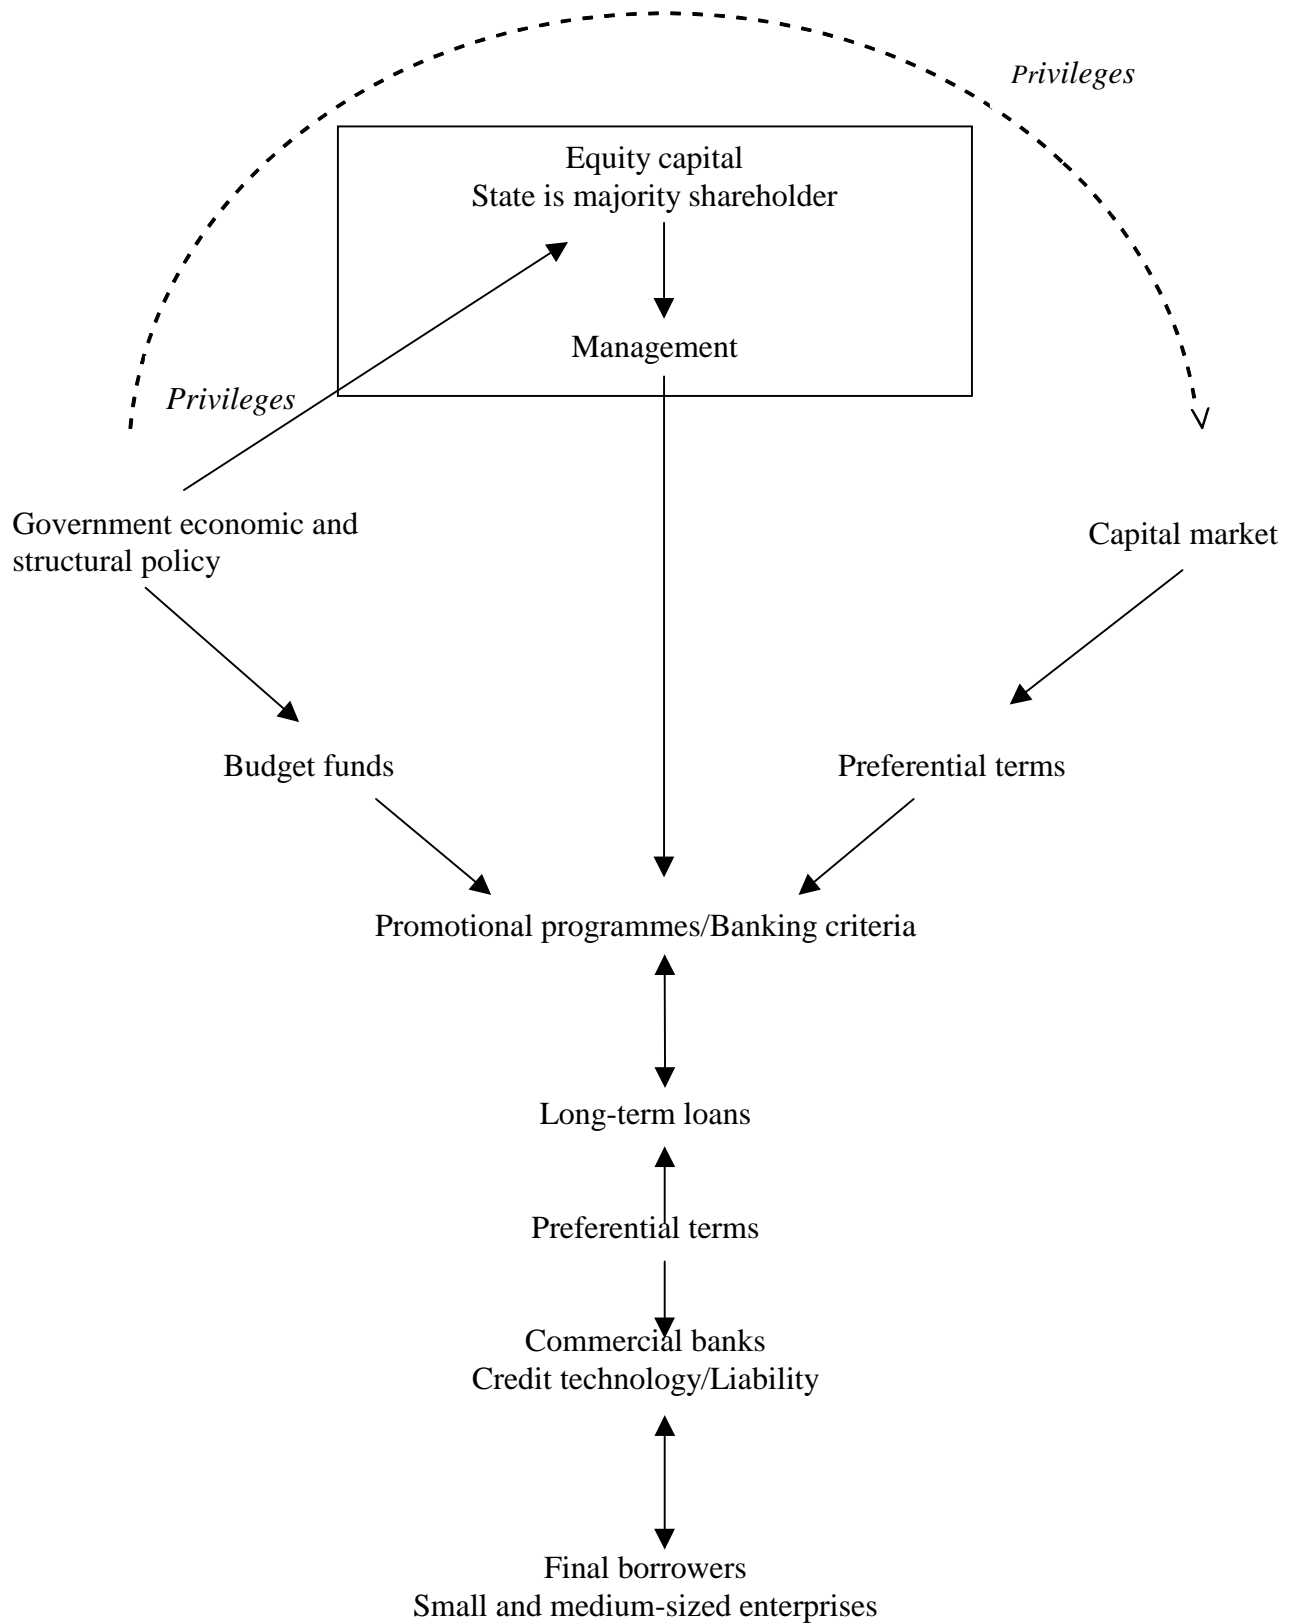 Privileges
Equity capital
State is majority shareholder
Management
Privileges
Government economic and
structural policy
Capital market
Budget funds
Preferential terms
Promotional programmes/Banking criteria
Long-term loans
Preferential terms
Commercial banks
Credit technology/Liability
Final borrowers
Small and medium-sized enterprises